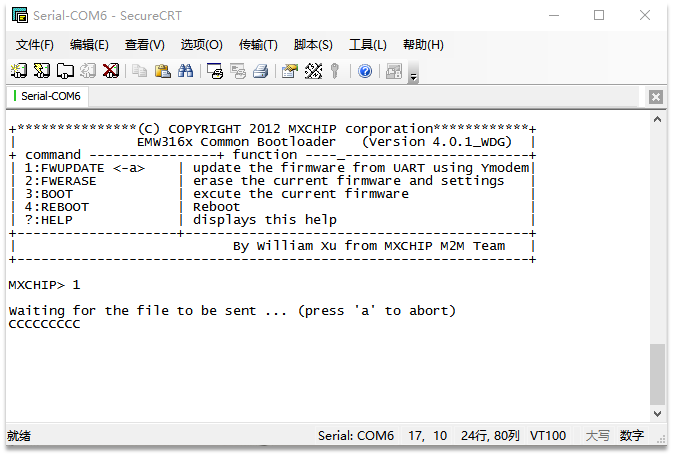 Serial-COM6 - SecureCRT
文件(F) 编辑(E) 查看(V) 选项(O) 传输(T) 脚本(S) 工具(L) 帮助(H)
Serial-COM6
+***************(C) COPYRIGHT 2012 MXCHIP corporation************+
|               EMW316x Common Bootloader   (Version 4.0.1_WDG)  |
+ command ----------------+ function ----_-----------------------+
| 1:FWUPDATE <-a>    | update the firmware from UART using Ymodem|
| 2:FWERASE          | erase the current firmware and settings   |
| 3:BOOT             | excute the current firmware               |
| 4:REBOOT           | Reboot                                    |
| ?:HELP             | displays this help                        |
+--------------------+-------------------------------------------+
|                           By William Xu from MXCHIP M2M Team   |
+----------------------------------------------------------------+
MXCHIP> 1
Waiting for the file to be sent ... (press 'a' to abort)
CCCCCCCCC
就绪 Serial: COM6 17, 10 24行, 80列 VT100 大写 数字